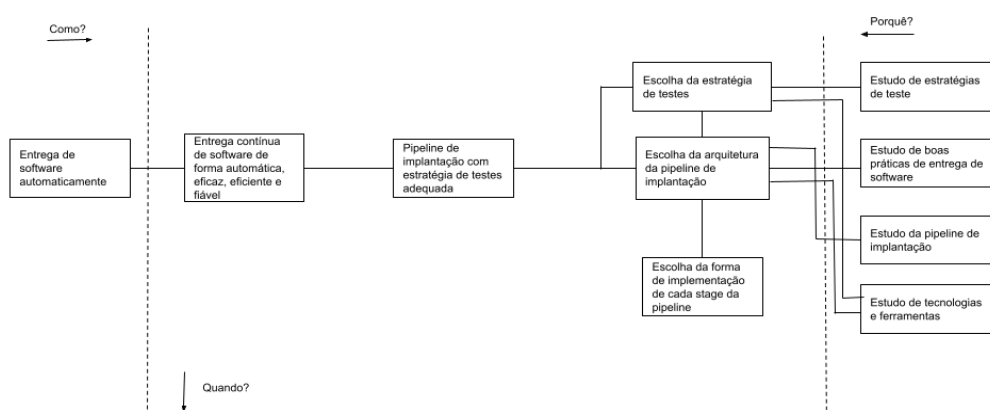 Como?
Porquê?
Entrega de
software
automaticamente
Entrega contínua
de software de
forma automática,
eficaz, eficiente e
fiável
Pipeline de
implantação com
estratégia de testes
adequada
Escolha da estratégia
de testes
Escolha da arquitetura
da pipeline de
implantação
Escolha da forma
de implementação
de cada stage da
pipeline
Estudo de estratégias
de teste
Estudo de boas
práticas de entrega de
software
Estudo da pipeline de
implantação
Estudo de tecnologias
e ferramentas
Quando?